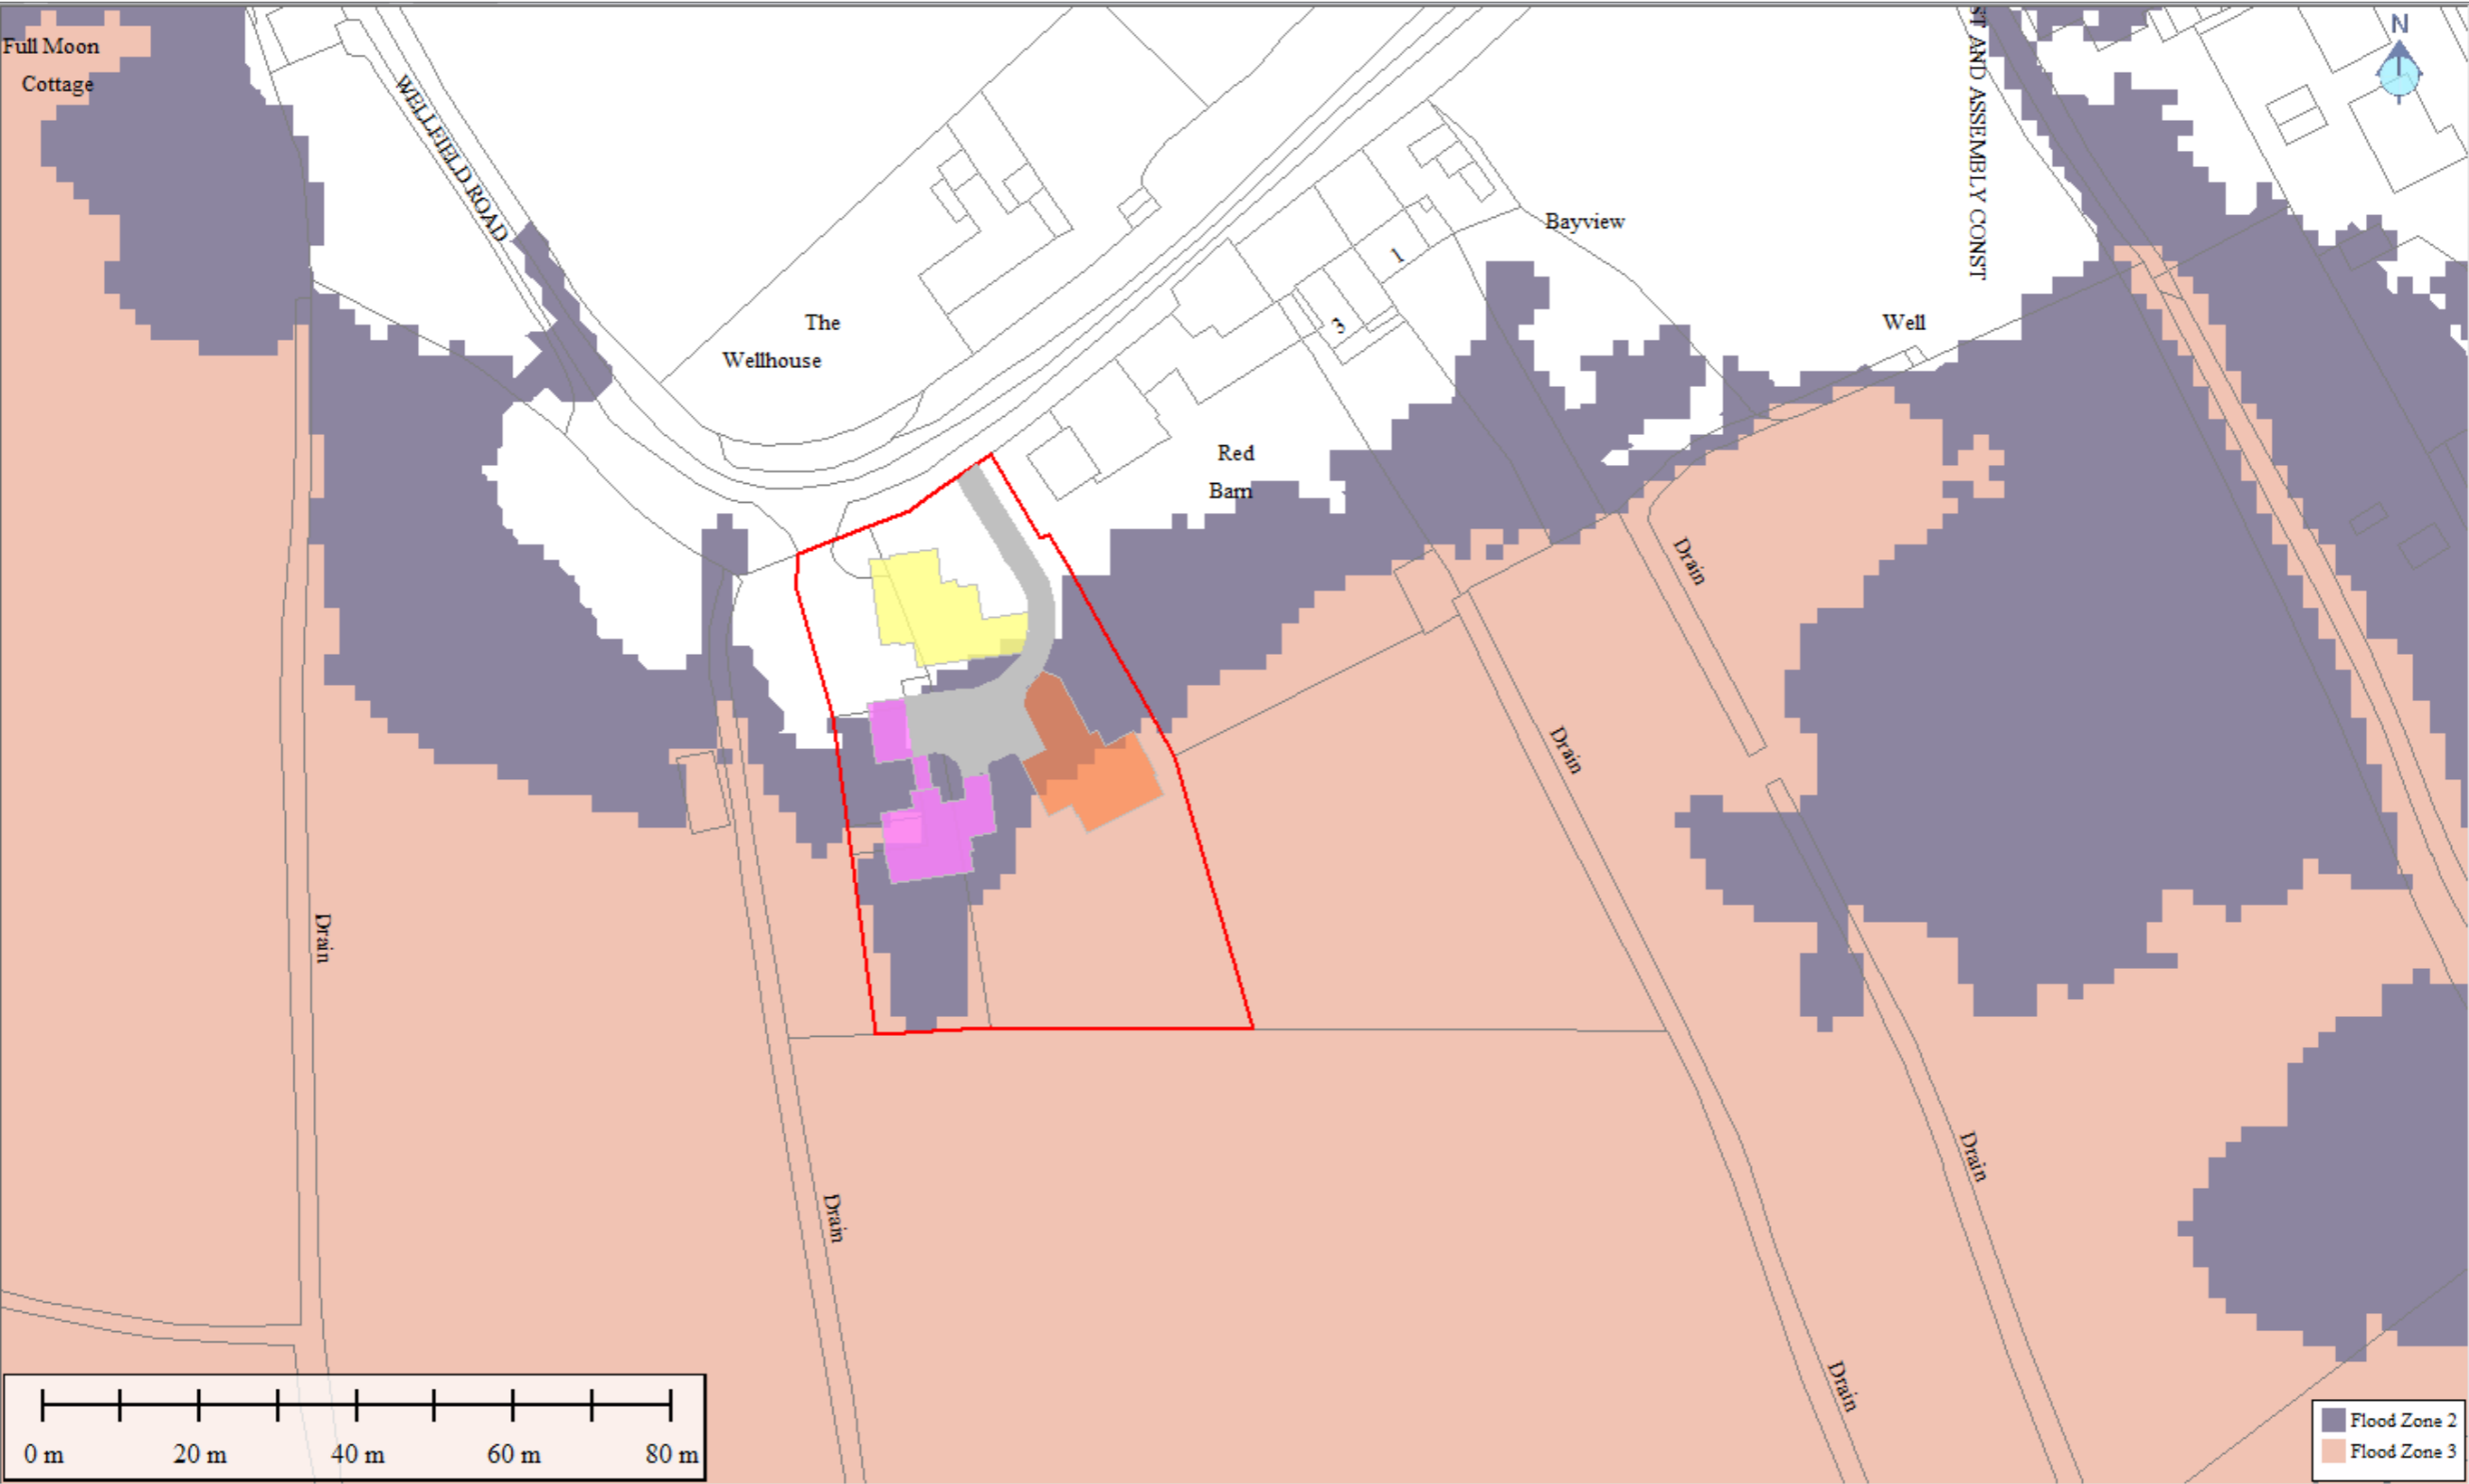 N
Full Moon
Cottage
WELLFIELD ROAD
ST AND ASSEMBLY CONST
Bayview
1
3
The
Wellhouse
Well
Red
Barn
Drain
Drain
Drain
Drain
Drain
Drain
0 m
20 m
40 m
60 m
80 m
Flood Zone 2
Flood Zone 3